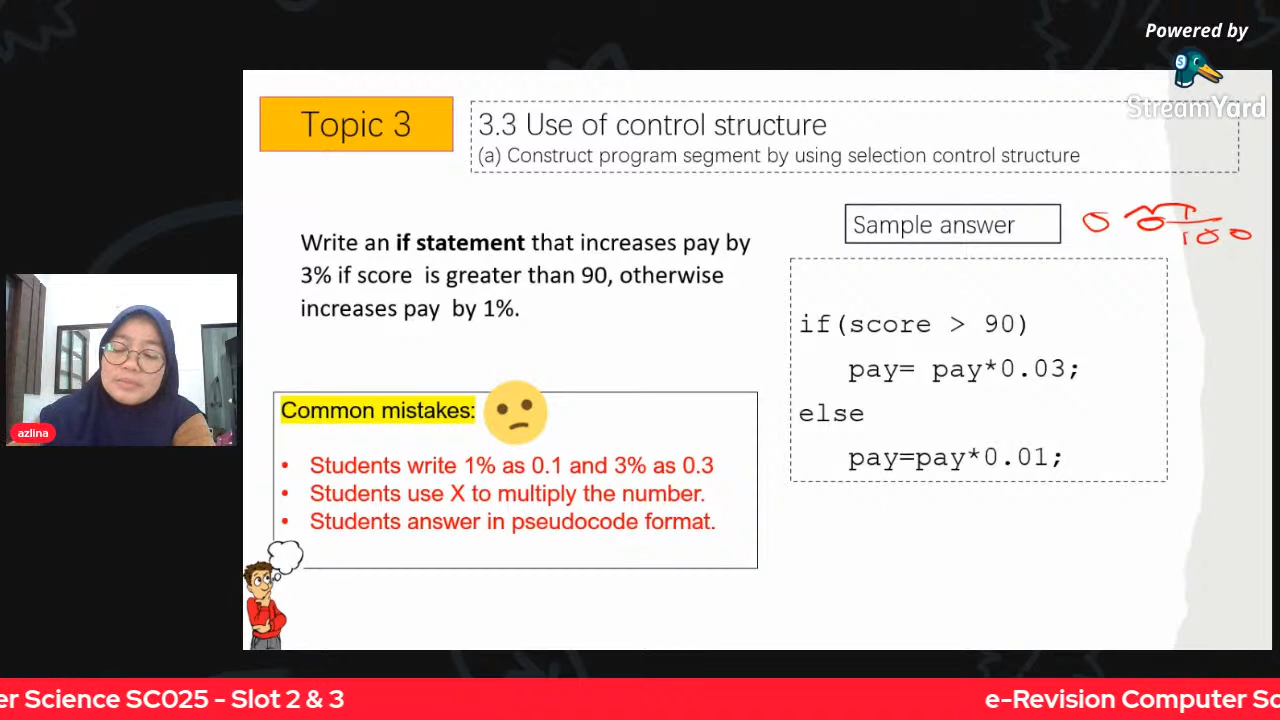 Powered by
S
StreamYard
Topic 3
3.3 Use of control structure
(a) Construct program segment by using selection control structure
Sample answer
Write an if statement that increases pay by
3% if score is greater than 90, otherwise
increases pay by 1%.
if(score > 90)
pay= pay*0.03;
else
pay=pay*0.01;
Common mistakes:
• Students write 1% as 0.1 and 3% as 0.3
• Students use X to multiply the number.
• Students answer in pseudocode format.
azlina
er Science SC025 - Slot 2 & 3
e-Revision Computer Sc